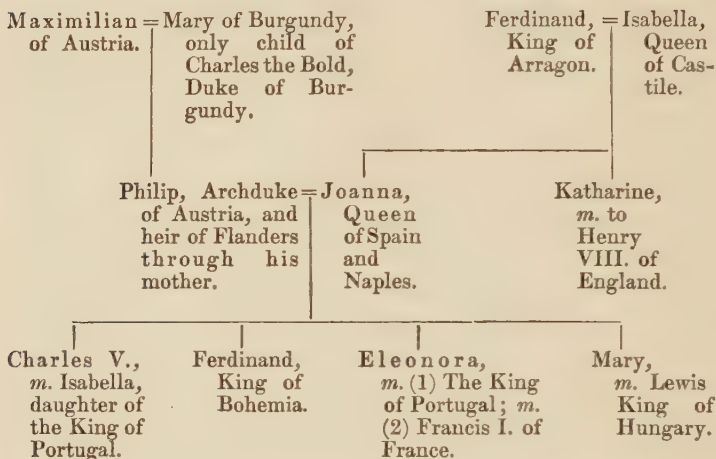 Maximilian = Mary of Burgundy,
of Austria. only child of
Charles the Bold,
Duke of Bur-
gundy.
Ferdinand, = Isabella,
King of Queen
Arragon. of Cas-
tile.
Philip, Archduke = Joanna,
of Austria, and Queen
heir of Flanders of Spain
through his and
mother. Naples.
Katharine,
m. to
Henry
VIII. of
England.
Charles V.,
m. Isabella,
daughter of
the King of
Portugal.
Ferdinand,
King of
Bohemia.
Eleonora,
m. (1) The King
of Portugal; m.
(2) Francis I. of
France.
Mary,
m. Lewis
King of
Hungary.